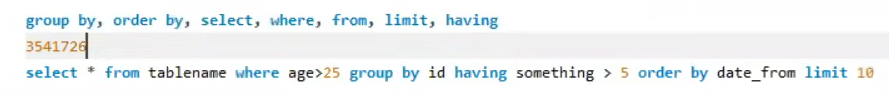 group by, order by, select, where, from, limit, having
3541726
select * from tablename where age>25 group by id having something > 5 order by date_from limit 10